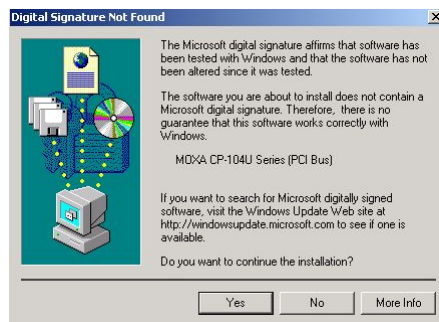 Digital Signature Not Found
The Microsoft digital signature affirms that software has
been tested with Windows and that the software has not
been altered since it was tested.
The software you are about to install does not contain a
Microsoft digital signature. Therefore, there is no
guarantee that this software works correctly with
Windows.
MOXA CP-104U Series (PCI Bus)
If you want to search for Microsoft digitally signed
software, visit the Windows Update Web site at
http://windowsupdate.microsoft.com to see if one is
available.
Do you want to continue the installation?
Yes No More Info